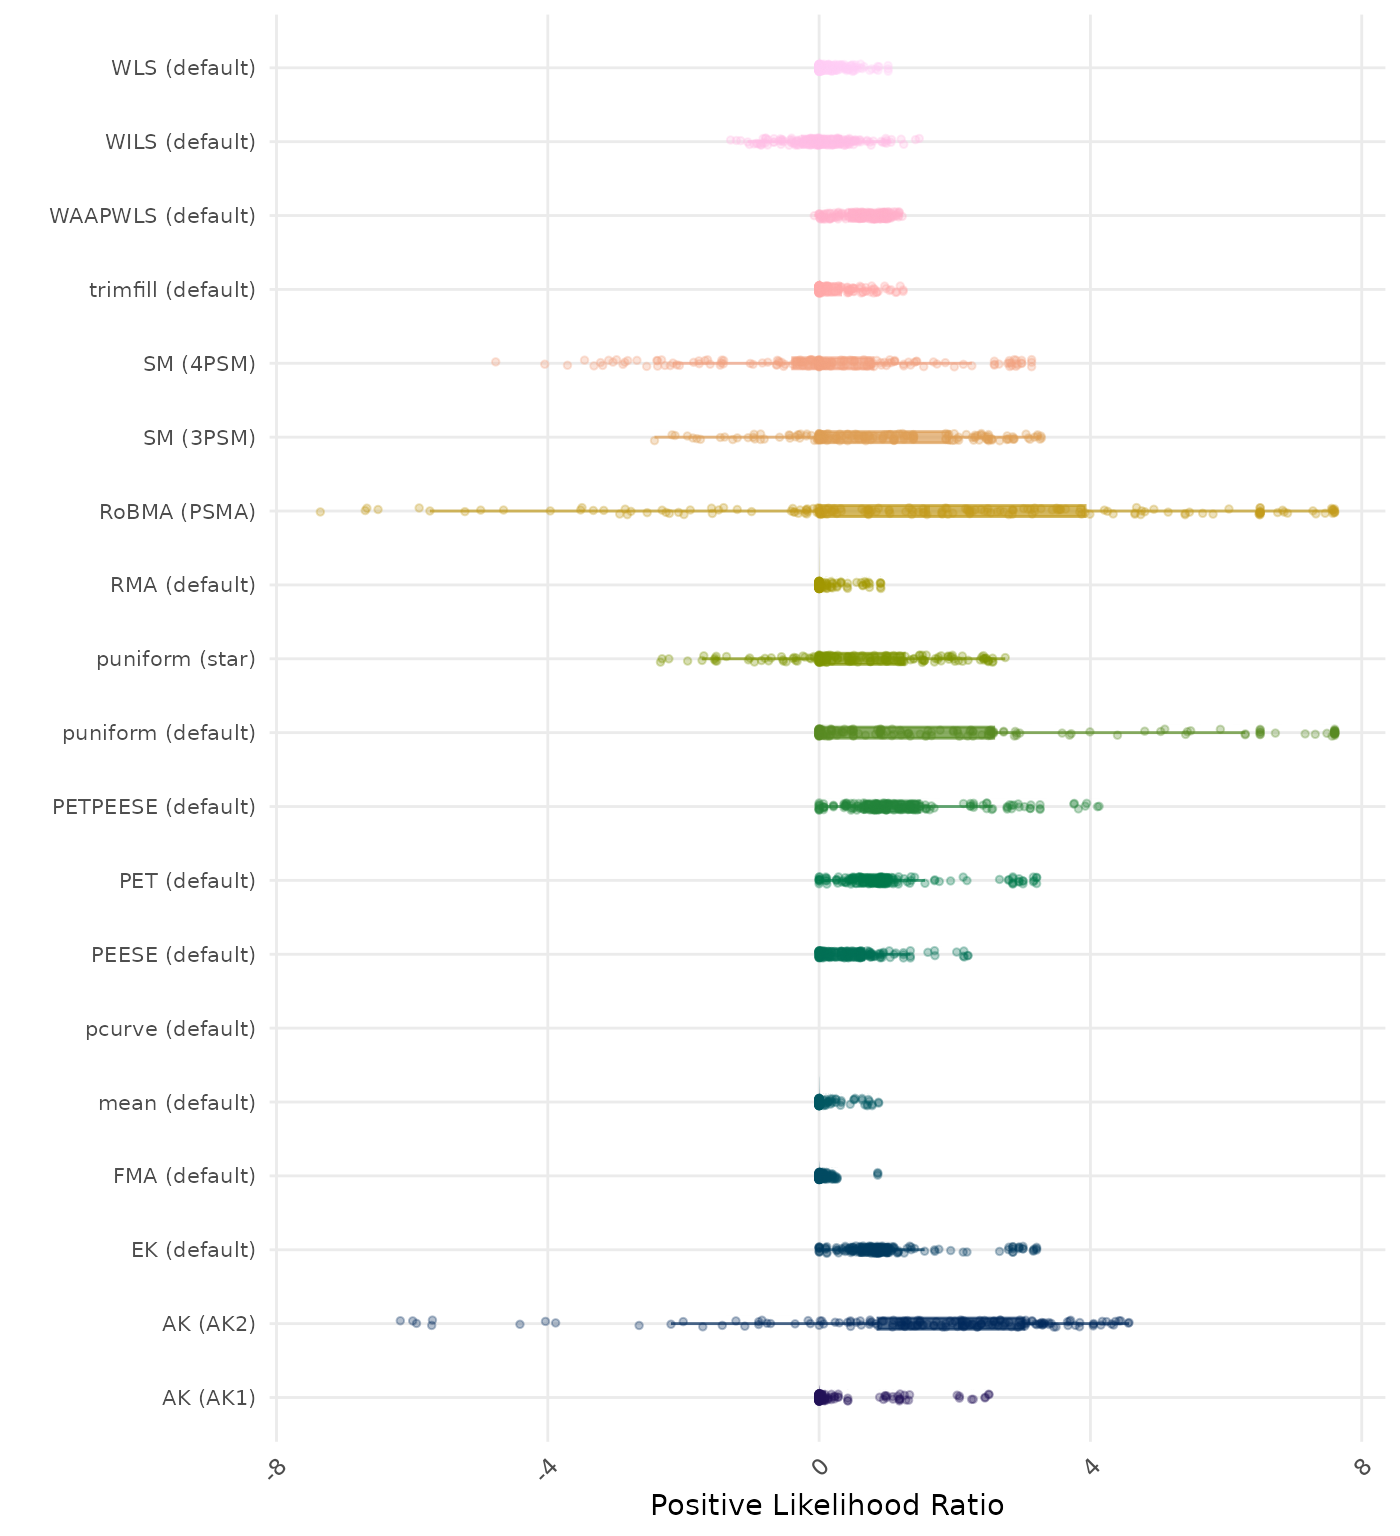 WLS (default)
WILS (default)
WAAPWLS (default)
trimfill (default)
SM (4PSM)
SM (3PSM)
RoBMA (PSMA)
RMA (default)
puniform (star)
puniform (default)
PETPEESE (default)
PET (default)
PEESE (default)
pcurve (default)
mean (default)
FMA (default)
EK (default)
AK (AK2)
AK (AK1)
-8 -4 0 4 8
Positive Likelihood Ratio